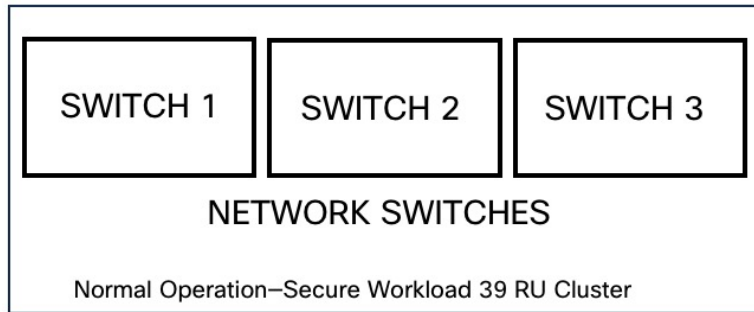 SWITCH 1 SWITCH 2 SWITCH 3
NETWORK SWITCHES
Normal Operation—Secure Workload 39 RU Cluster